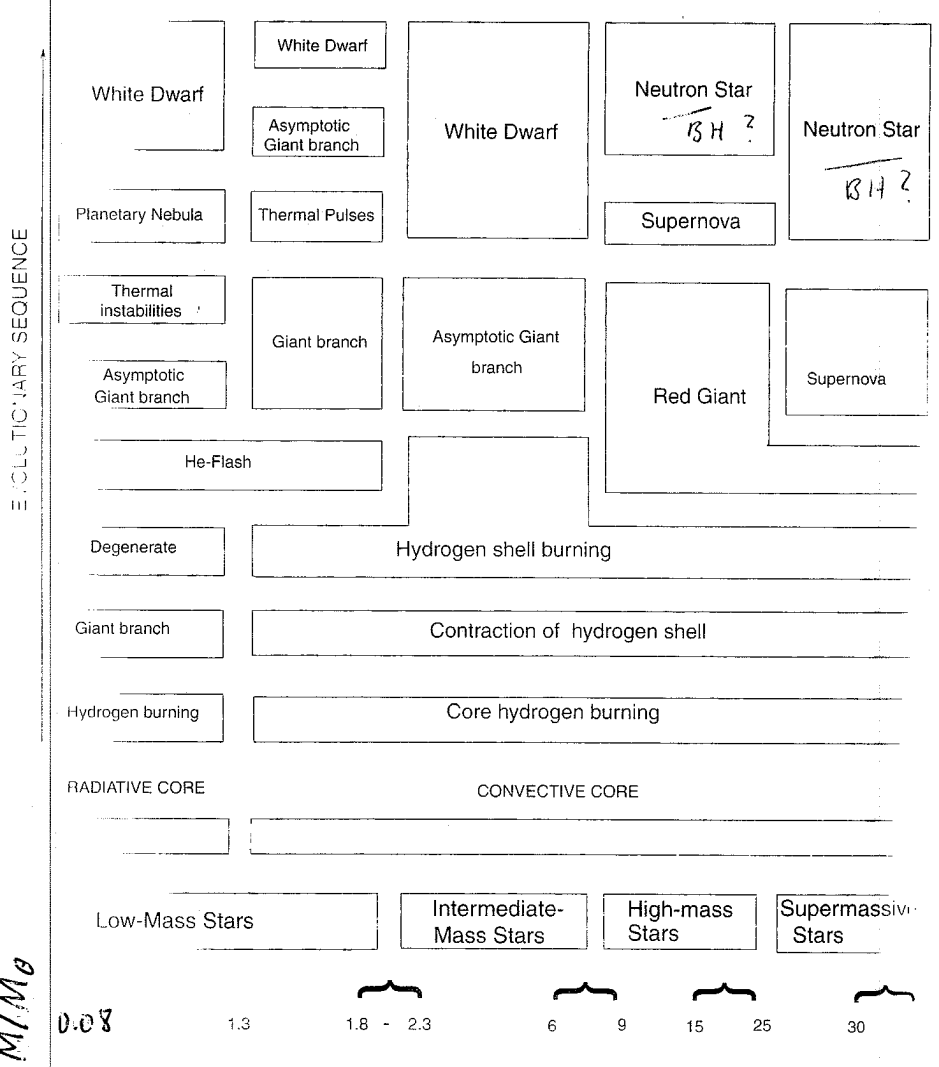 White Dwarf
White Dwarf
Asymptotic
Giant branch
White Dwarf
Neutron Star
BH ?
Neutron Star
BH ?
Planetary Nebula
Thermal Pulses
Supernova
Thermal
instabilities
Giant branch
Asymptotic Giant
branch
Red Giant
Supernova
Asymptotic
Giant branch
He-Flash
Degenerate
Hydrogen shell burning
Giant branch
Contraction of hydrogen shell
Hydrogen burning
Core hydrogen burning
RADIATIVE CORE
CONVECTIVE CORE
Low-Mass Stars
Intermediate-
Mass Stars
High-mass
Stars
Supermassive
Stars
EVOLUTIONARY SEQUENCE
M/M⊙
0.08 1.3 1.8 - 2.3 6 9 15 25 30